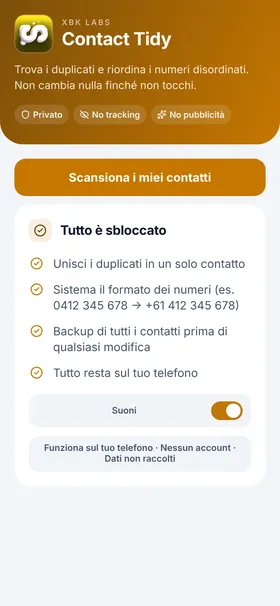 XBK LABS
Contact Tidy
Trova i duplicati e riordina i numeri disordinati.
Non cambia nulla finché non tocchi.
Privato
No tracking
No pubblicità
Scansiona i miei contatti
Tutto è sbloccato
Unisci i duplicati in un solo contatto
Sistema il formato dei numeri (es.
0412 345 678 → +61 412 345 678)
Backup di tutti i contatti prima di
qualsiasi modifica
Tutto resta sul tuo telefono
Suoni
Funziona sul tuo telefono · Nessun account ·
Dati non raccolti